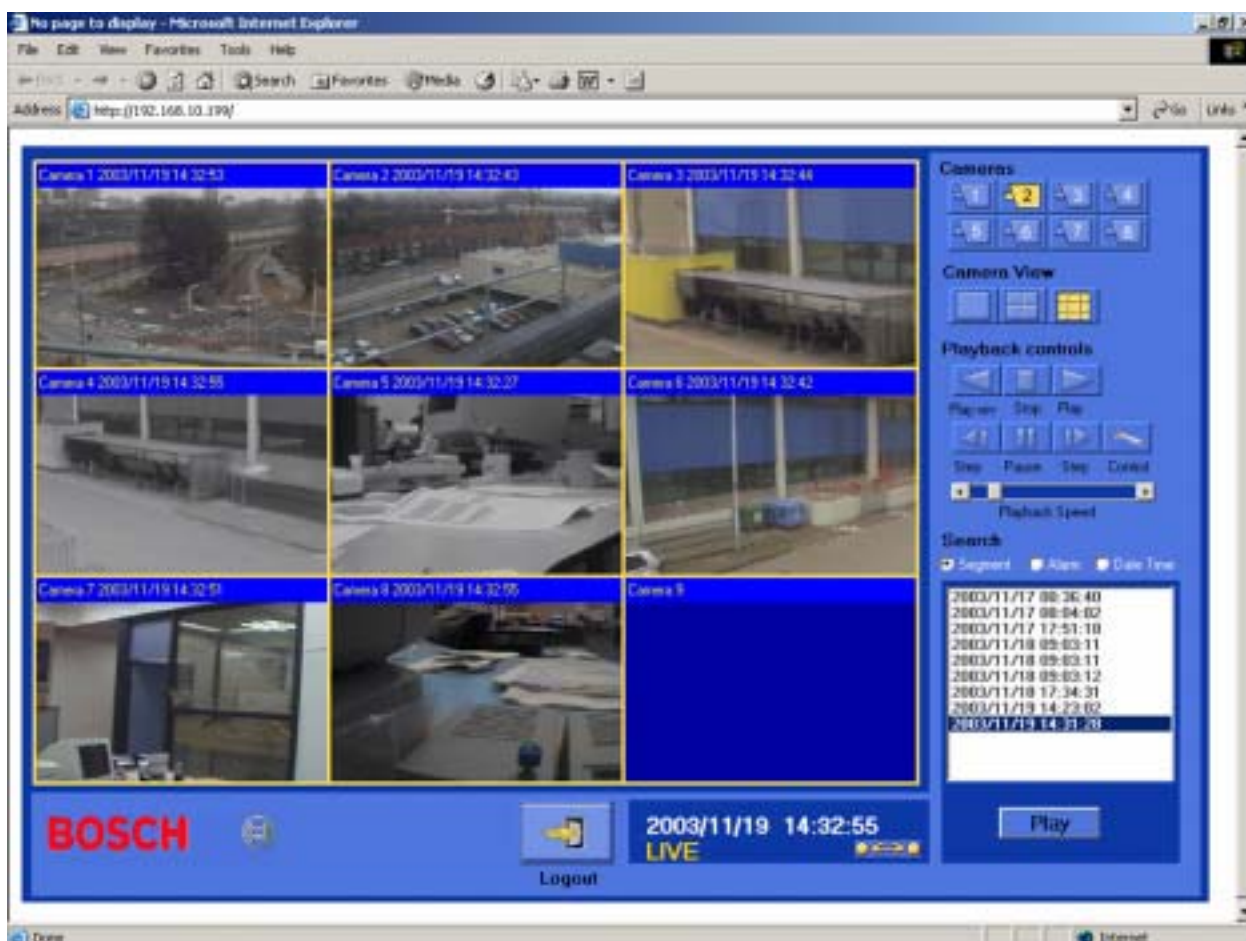 No page to display - Microsoft Internet Explorer
File Edit View Favorites Tools Help
Search Favorites Media
Address http://192.168.10.199/ Go Links
Camera 1 2003/11/19 14:32:53
Camera 2 2003/11/19 14:32:43
Camera 3 2003/11/19 14:32:44
Camera 4 2003/11/19 14:32:55
Camera 5 2003/11/19 14:32:27
Camera 6 2003/11/19 14:32:42
Camera 7 2003/11/19 14:32:51
Camera 8 2003/11/19 14:32:55
Camera 9
Cameras
1 2 3 4
5 6 7 8
Camera View
Playback controls
Play rev Stop Play
Step Pause Step Control
Playback Speed
Search
Segment Alarm Date Time
2003/11/17 08:36:40
2003/11/17 08:04:02
2003/11/17 17:51:18
2003/11/18 09:03:11
2003/11/18 09:03:11
2003/11/18 09:03:12
2003/11/18 17:34:31
2003/11/19 14:23:02
2003/11/19 14:31:28
Play
BOSCH
Logout
2003/11/19 14:32:55
LIVE
Done
Internet